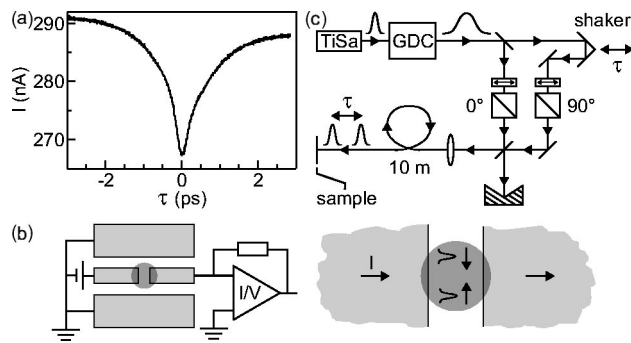 (a)
290
280
270
I (nA)
-2
0
2
τ (ps)
(c)
TiSa
GDC
shaker
τ
0°
90°
τ
10 m
sample
(b)
I/V
I